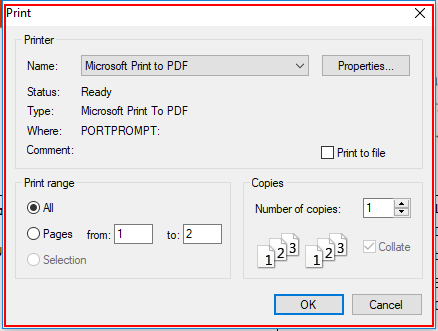 Print
Printer
Name: Microsoft Print to PDF Properties...
Status: Ready
Type: Microsoft Print To PDF
Where: PORTPROMPT:
Comment:
Print to file
Print range
All
Pages from: 1 to: 2
Selection
Copies
Number of copies: 1
1 2 3 1 2 3
Collate
OK Cancel